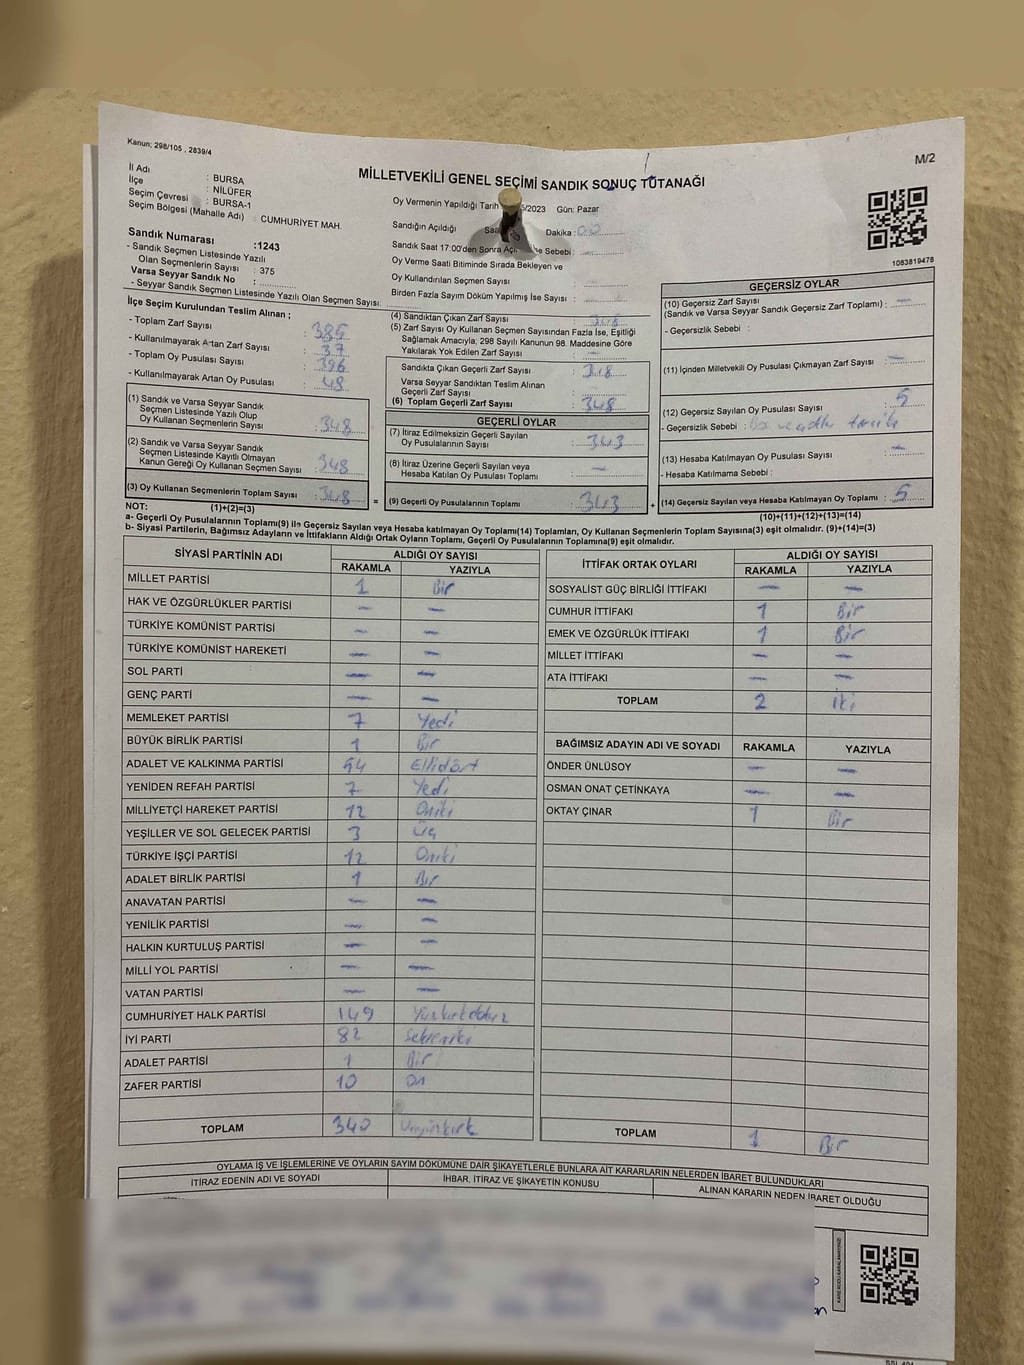 Kanun; 298/105 , 2839/4
M/2
MİLLETVEKİLİ GENEL SEÇİMİ SANDIK SONUÇ TUTANAĞI
İl Adı : BURSA
İlçe : NİLÜFER
Seçim Çevresi : BURSA-1
Seçim Bölgesi (Mahalle Adı) CUMHURİYET MAH.
Sandık Numarası :1243
- Sandık Seçmen Listesinde Yazılı
Olan Seçmenlerin Sayısı : 375
Varsa Seyyar Sandık No :
- Seyyar Sandık Seçmen Listesinde Yazılı Olan Seçmen Sayısı:
Oy Vermenin Yapıldığı Tarih 5/2023 Gün: Pazar
Sandığın Açıldığı Dakika :
Sandık Saat 17:00'den Sonra Sebebi :
Oy Verme Saati Bitiminde Sırada Bekleyen ve
Oy Kullandırılan Seçmen Sayısı :
Birden Fazla Sayım Döküm Yapılmış İse Sayısı :
1083819478
İlçe Seçim Kurulundan Teslim Alınan ;
- Toplam Zarf Sayısı : 385
- Kullanılmayarak Artan Zarf Sayısı : 37
- Toplam Oy Pusulası Sayısı : 396
- Kullanılmayarak Artan Oy Pusulası : 48
(1) Sandık ve Varsa Seyyar Sandık
Seçmen Listesinde Yazılı Olup
Oy Kullanan Seçmenlerin Sayısı : 348
(2) Sandık ve Varsa Seyyar Sandık
Seçmen Listesinde Kayıtlı Olmayan
Kanun Gereği Oy Kullanan Seçmen Sayısı : 348
(3) Oy Kullanan Seçmenlerin Toplam Sayısı : 348 =
(1)+(2)=(3)
(4) Sandıktan Çıkan Zarf Sayısı : 348
(5) Zarf Sayısı Oy Kullanan Seçmen Sayısından Fazla İse, Eşitliği
Sağlamak Amacıyla; 298 Sayılı Kanunun 98. Maddesine Göre
Yakılarak Yok Edilen Zarf Sayısı : —
Sandıkta Çıkan Geçerli Zarf Sayısı : 348
Varsa Seyyar Sandıktan Teslim Alınan
Geçerli Zarf Sayısı :
(6) Toplam Geçerli Zarf Sayısı : 348
GEÇERLİ OYLAR
(7) İtiraz Edilmeksizin Geçerli Sayılan
Oy Pusulalarının Sayısı : 343
(8) İtiraz Üzerine Geçerli Sayılan veya
Hesaba Katılan Oy Pusulası Toplamı : —
(9) Geçerli Oy Pusulalarının Toplamı : 343 +
GEÇERSİZ OYLAR
(10) Geçersiz Zarf Sayısı
(Sandık ve Varsa Seyyar Sandık Geçersiz Zarf Toplamı) : —
- Geçersizlik Sebebi :
(11) İçinden Milletvekili Oy Pusulası Çıkmayan Zarf Sayısı : —
(12) Geçersiz Sayılan Oy Pusulası Sayısı : 5
- Geçersizlik Sebebi :
(13) Hesaba Katılmayan Oy Pusulası Sayısı : —
- Hesaba Katılmama Sebebi :
(14) Geçersiz Sayılan veya Hesaba Katılmayan Oy Toplamı : 5
(10)+(11)+(12)+(13)=(14)
NOT:
a- Geçerli Oy Pusulalarının Toplamı(9) ile Geçersiz Sayılan veya Hesaba katılmayan Oy Toplamı(14) Toplamları, Oy Kullanan Seçmenlerin Toplam Sayısına(3) eşit olmalıdır. (9)+(14)=(3)
b- Siyasi Partilerin, Bağımsız Adayların ve İttifakların Aldığı Ortak Oyların Toplamı, Geçerli Oy Pusulalarının Toplamına(9) eşit olmalıdır.
SİYASİ PARTİNİN ADI ALDIĞI OY SAYISI
RAKAMLA YAZIYLA
MİLLET PARTİSİ 1 Bir
HAK VE ÖZGÜRLÜKLER PARTİSİ — —
TÜRKİYE KOMÜNİST PARTİSİ — —
TÜRKİYE KOMÜNİST HAREKETİ — —
SOL PARTİ — —
GENÇ PARTİ — —
MEMLEKET PARTİSİ 7 Yedi
BÜYÜK BİRLİK PARTİSİ 1 Bir
ADALET VE KALKINMA PARTİSİ 54 Ellidört
YENİDEN REFAH PARTİSİ 7 Yedi
MİLLİYETÇİ HAREKET PARTİSİ 12 Oniki
YEŞİLLER VE SOL GELECEK PARTİSİ 3 Üç
TÜRKİYE İŞÇİ PARTİSİ 12 Oniki
ADALET BİRLİK PARTİSİ 1 Bir
ANAVATAN PARTİSİ — —
YENİLİK PARTİSİ — —
HALKIN KURTULUŞ PARTİSİ — —
MİLLİ YOL PARTİSİ — —
VATAN PARTİSİ — —
CUMHURİYET HALK PARTİSİ 149 Yüzkırkdokuz
İYİ PARTİ 82 Sekseniki
ADALET PARTİSİ 1 Bir
ZAFER PARTİSİ 10 On
TOPLAM 340 Üçyüzkırk
İTTİFAK ORTAK OYLARI ALDIĞI OY SAYISI
RAKAMLA YAZIYLA
SOSYALİST GÜÇ BİRLİĞİ İTTİFAKI — —
CUMHUR İTTİFAKI 1 Bir
EMEK VE ÖZGÜRLÜK İTTİFAKI 1 Bir
MİLLET İTTİFAKI — —
ATA İTTİFAKI — —
TOPLAM 2 İki
BAĞIMSIZ ADAYIN ADI VE SOYADI RAKAMLA YAZIYLA
ÖNDER ÜNLÜSOY — —
OSMAN ONAT ÇETİNKAYA — —
OKTAY ÇINAR 1 Bir
TOPLAM 1 Bir
OYLAMA İŞ VE İŞLEMLERİNE VE OYLARIN SAYIM DÖKÜMÜNE DAİR ŞİKAYETLERLE BUNLARA AİT KARARLARIN NELERDEN İBARET BULUNDUKLARI
İTİRAZ EDENİN ADI VE SOYADI İHBAR, İTİRAZ VE ŞİKAYETİN KONUSU ALINAN KARARIN NEDEN İBARET OLDUĞU